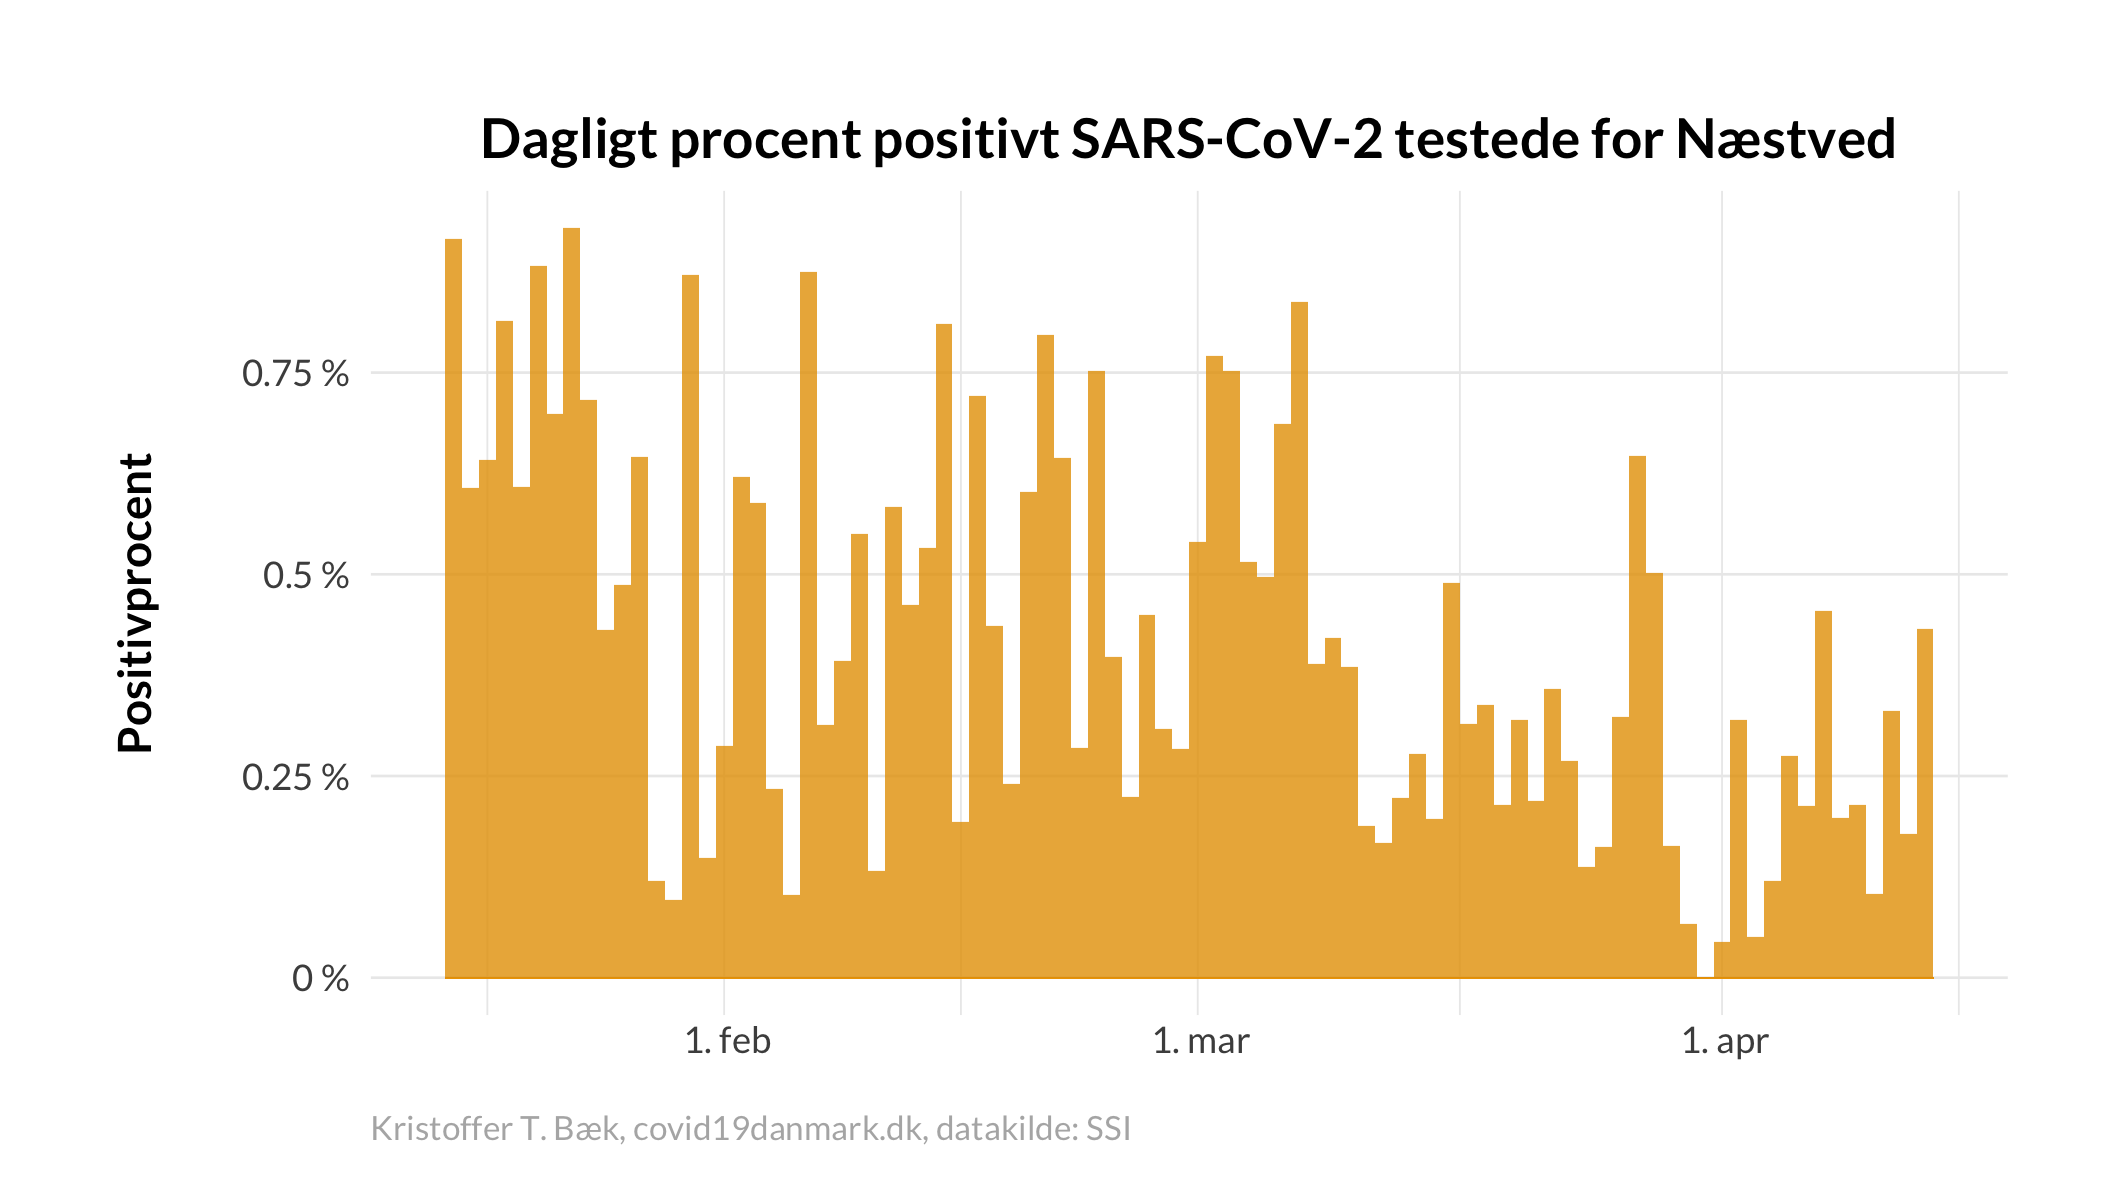 Dagligt procent positivt SARS-CoV-2 testede for Næstved
Positivprocent
0.75 %
0.5 %
0.25 %
0 %
1. feb
1. mar
1. apr
Kristoffer T. Bæk, covid19danmark.dk, datakilde: SSI